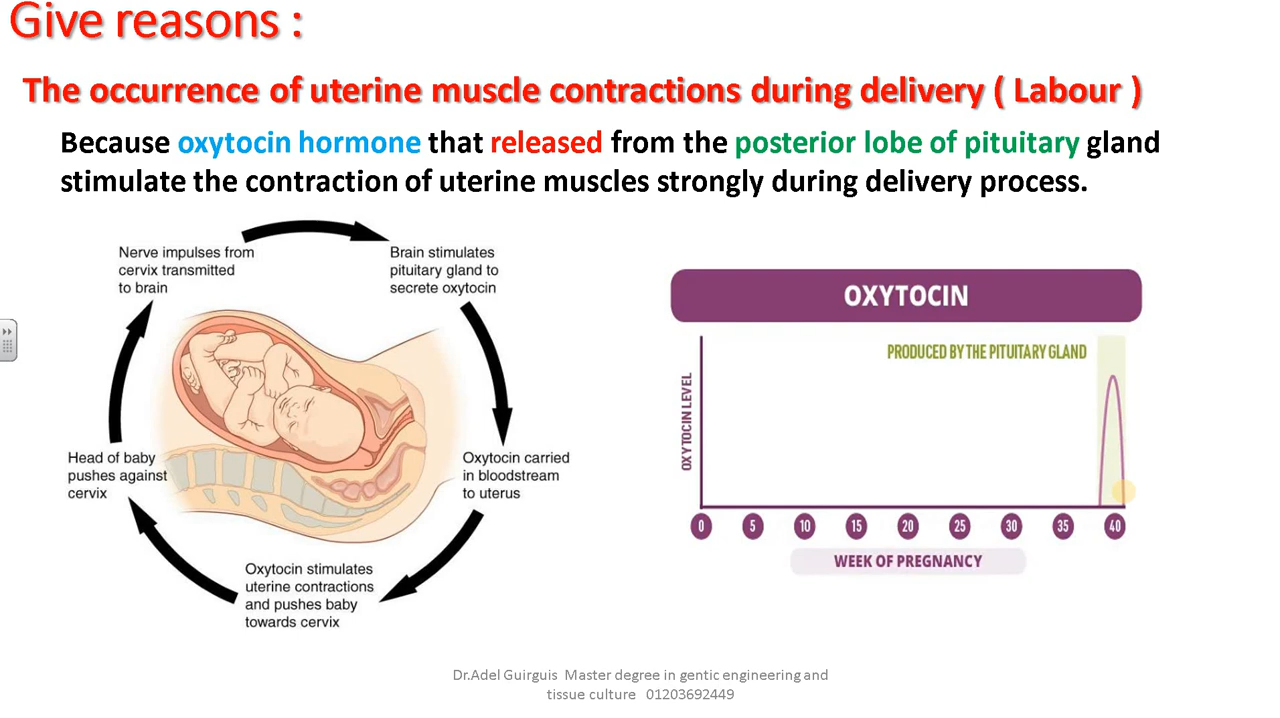 Give reasons :
The occurrence of uterine muscle contractions during delivery ( Labour )
Because oxytocin hormone that released from the posterior lobe of pituitary gland
stimulate the contraction of uterine muscles strongly during delivery process.
Nerve impulses from
cervix transmitted
to brain
Brain stimulates
pituitary gland to
secrete oxytocin
Head of baby
pushes against
cervix
Oxytocin carried
in bloodstream
to uterus
Oxytocin stimulates
uterine contractions
and pushes baby
towards cervix
OXYTOCIN
PRODUCED BY THE PITUITARY GLAND
OXYTOCIN LEVEL
0 5 10 15 20 25 30 35 40
WEEK OF PREGNANCY
Dr.Adel Guirguis Master degree in gentic engineering and
tissue culture 01203692449